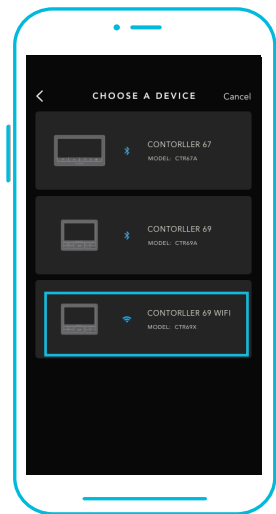 CHOOSE A DEVICE Cancel
CONTORLLER 67
MODEL: CTR67A
CONTORLLER 69
MODEL: CTR69A
CONTORLLER 69 WIFI
MODEL: CTR69X